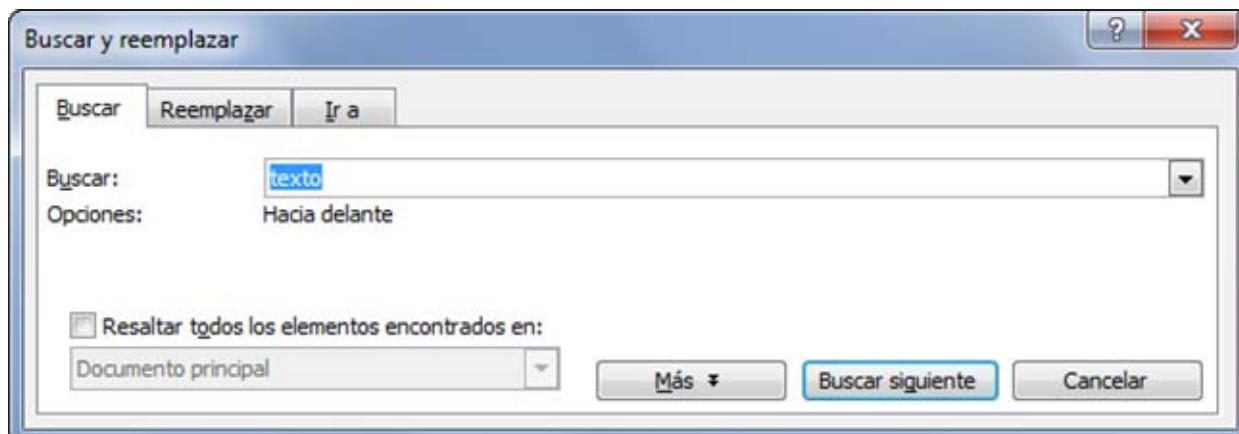 Buscar y reemplazar
Buscar Reemplazar Ir a
Buscar: texto
Opciones: Hacia delante
Resaltar todos los elementos encontrados en:
Documento principal Más Buscar siguiente Cancelar